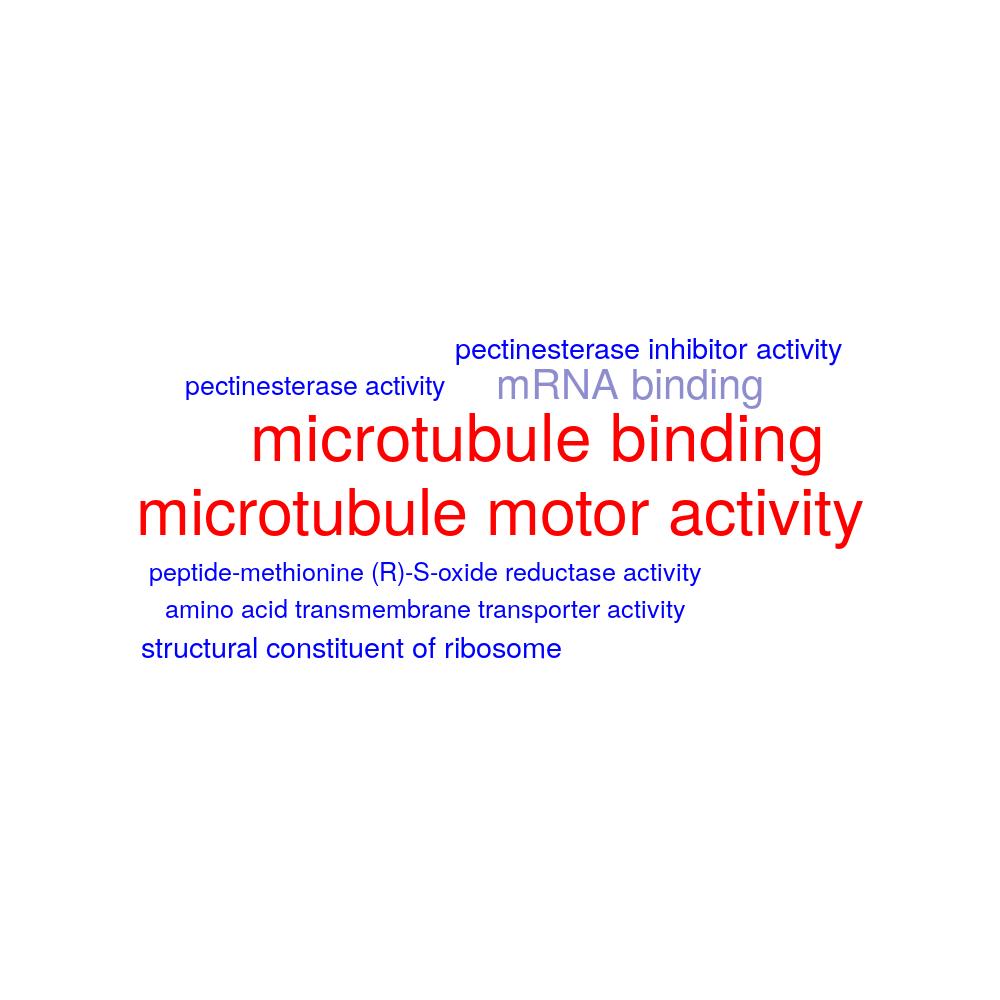 pectinesterase inhibitor activity
pectinesterase activity
mRNA binding
microtubule binding
microtubule motor activity
peptide-methionine (R)-S-oxide reductase activity
amino acid transmembrane transporter activity
structural constituent of ribosome